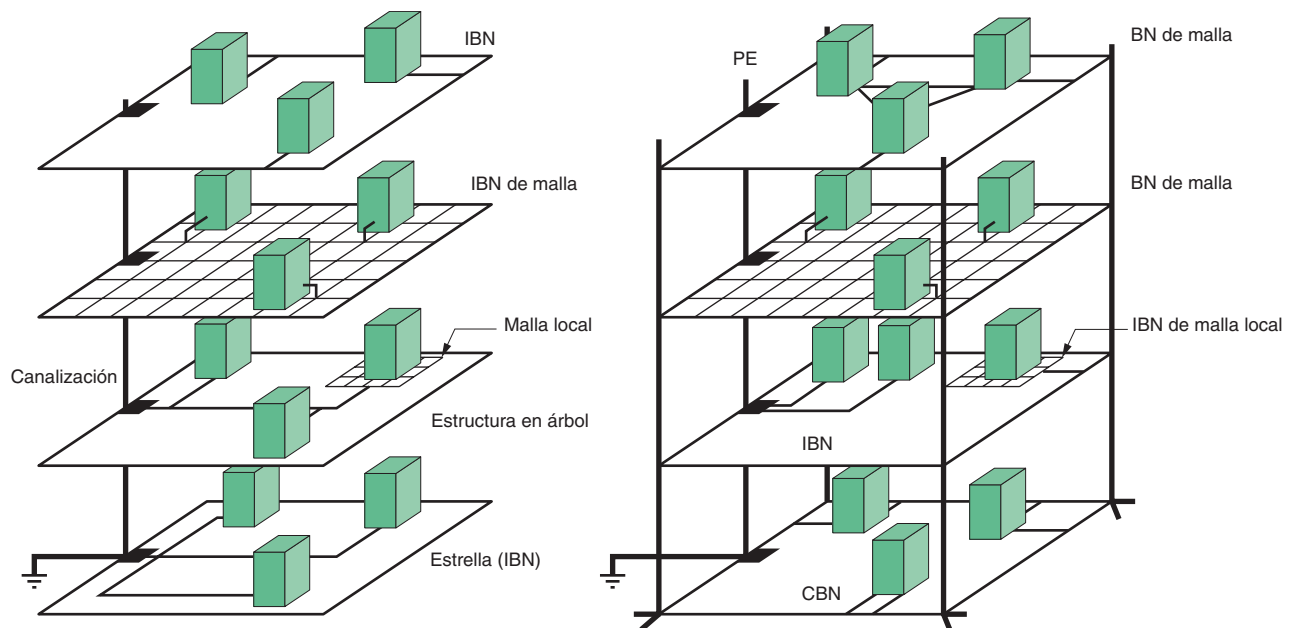 IBN
IBN de malla
Malla local
Canalización
Estructura en árbol
Estrella (IBN)
PE
BN de malla
BN de malla
IBN de malla local
IBN
CBN